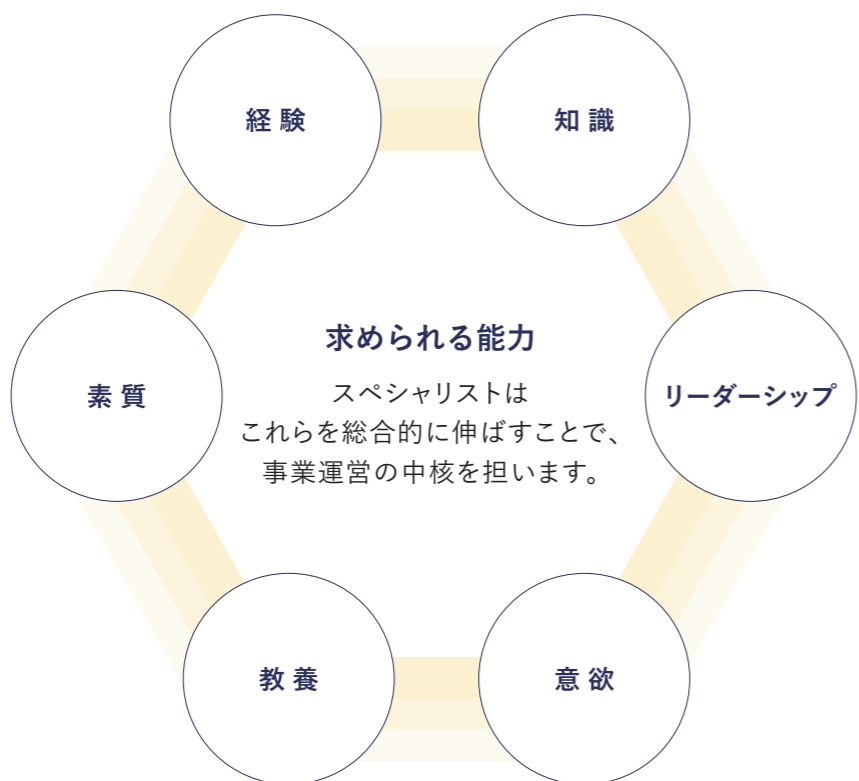 経験
知識
求められる能力
スペシャリストは
これらを総合的に伸ばすことで、
事業運営の中核を担います。
素質
リーダーシップ
教養
意欲